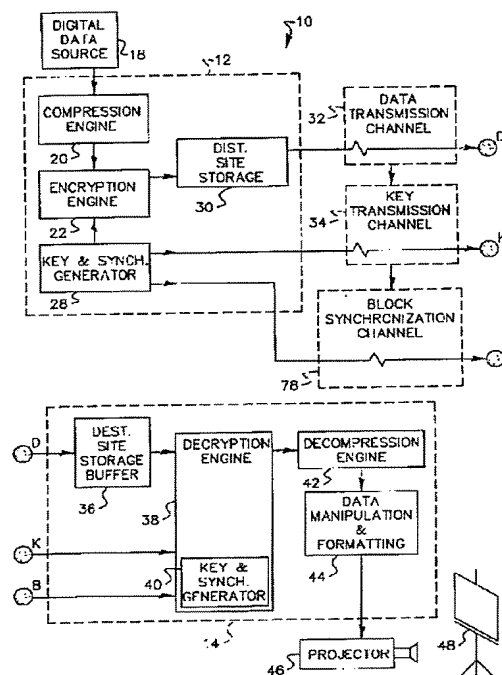 10
DIGITAL
DATA
SOURCE
18
12
COMPRESSION
ENGINE
20
ENCRYPTION
ENGINE
22
KEY & SYNCH.
GENERATOR
28
DIST.
SITE
STORAGE
30
32
DATA
TRANSMISSION
CHANNEL
D
34
KEY
TRANSMISSION
CHANNEL
K
BLOCK
SYNCHRONIZATION
CHANNEL
78
D
DEST.
SITE
STORAGE
BUFFER
36
DECRYPTION
ENGINE
38
DECOMPRESSION
ENGINE
42
DATA
MANIPULATION
&
FORMATTING
44
K
40
KEY &
SYNCH.
GENERATOR
B
14
PROJECTOR
46
48